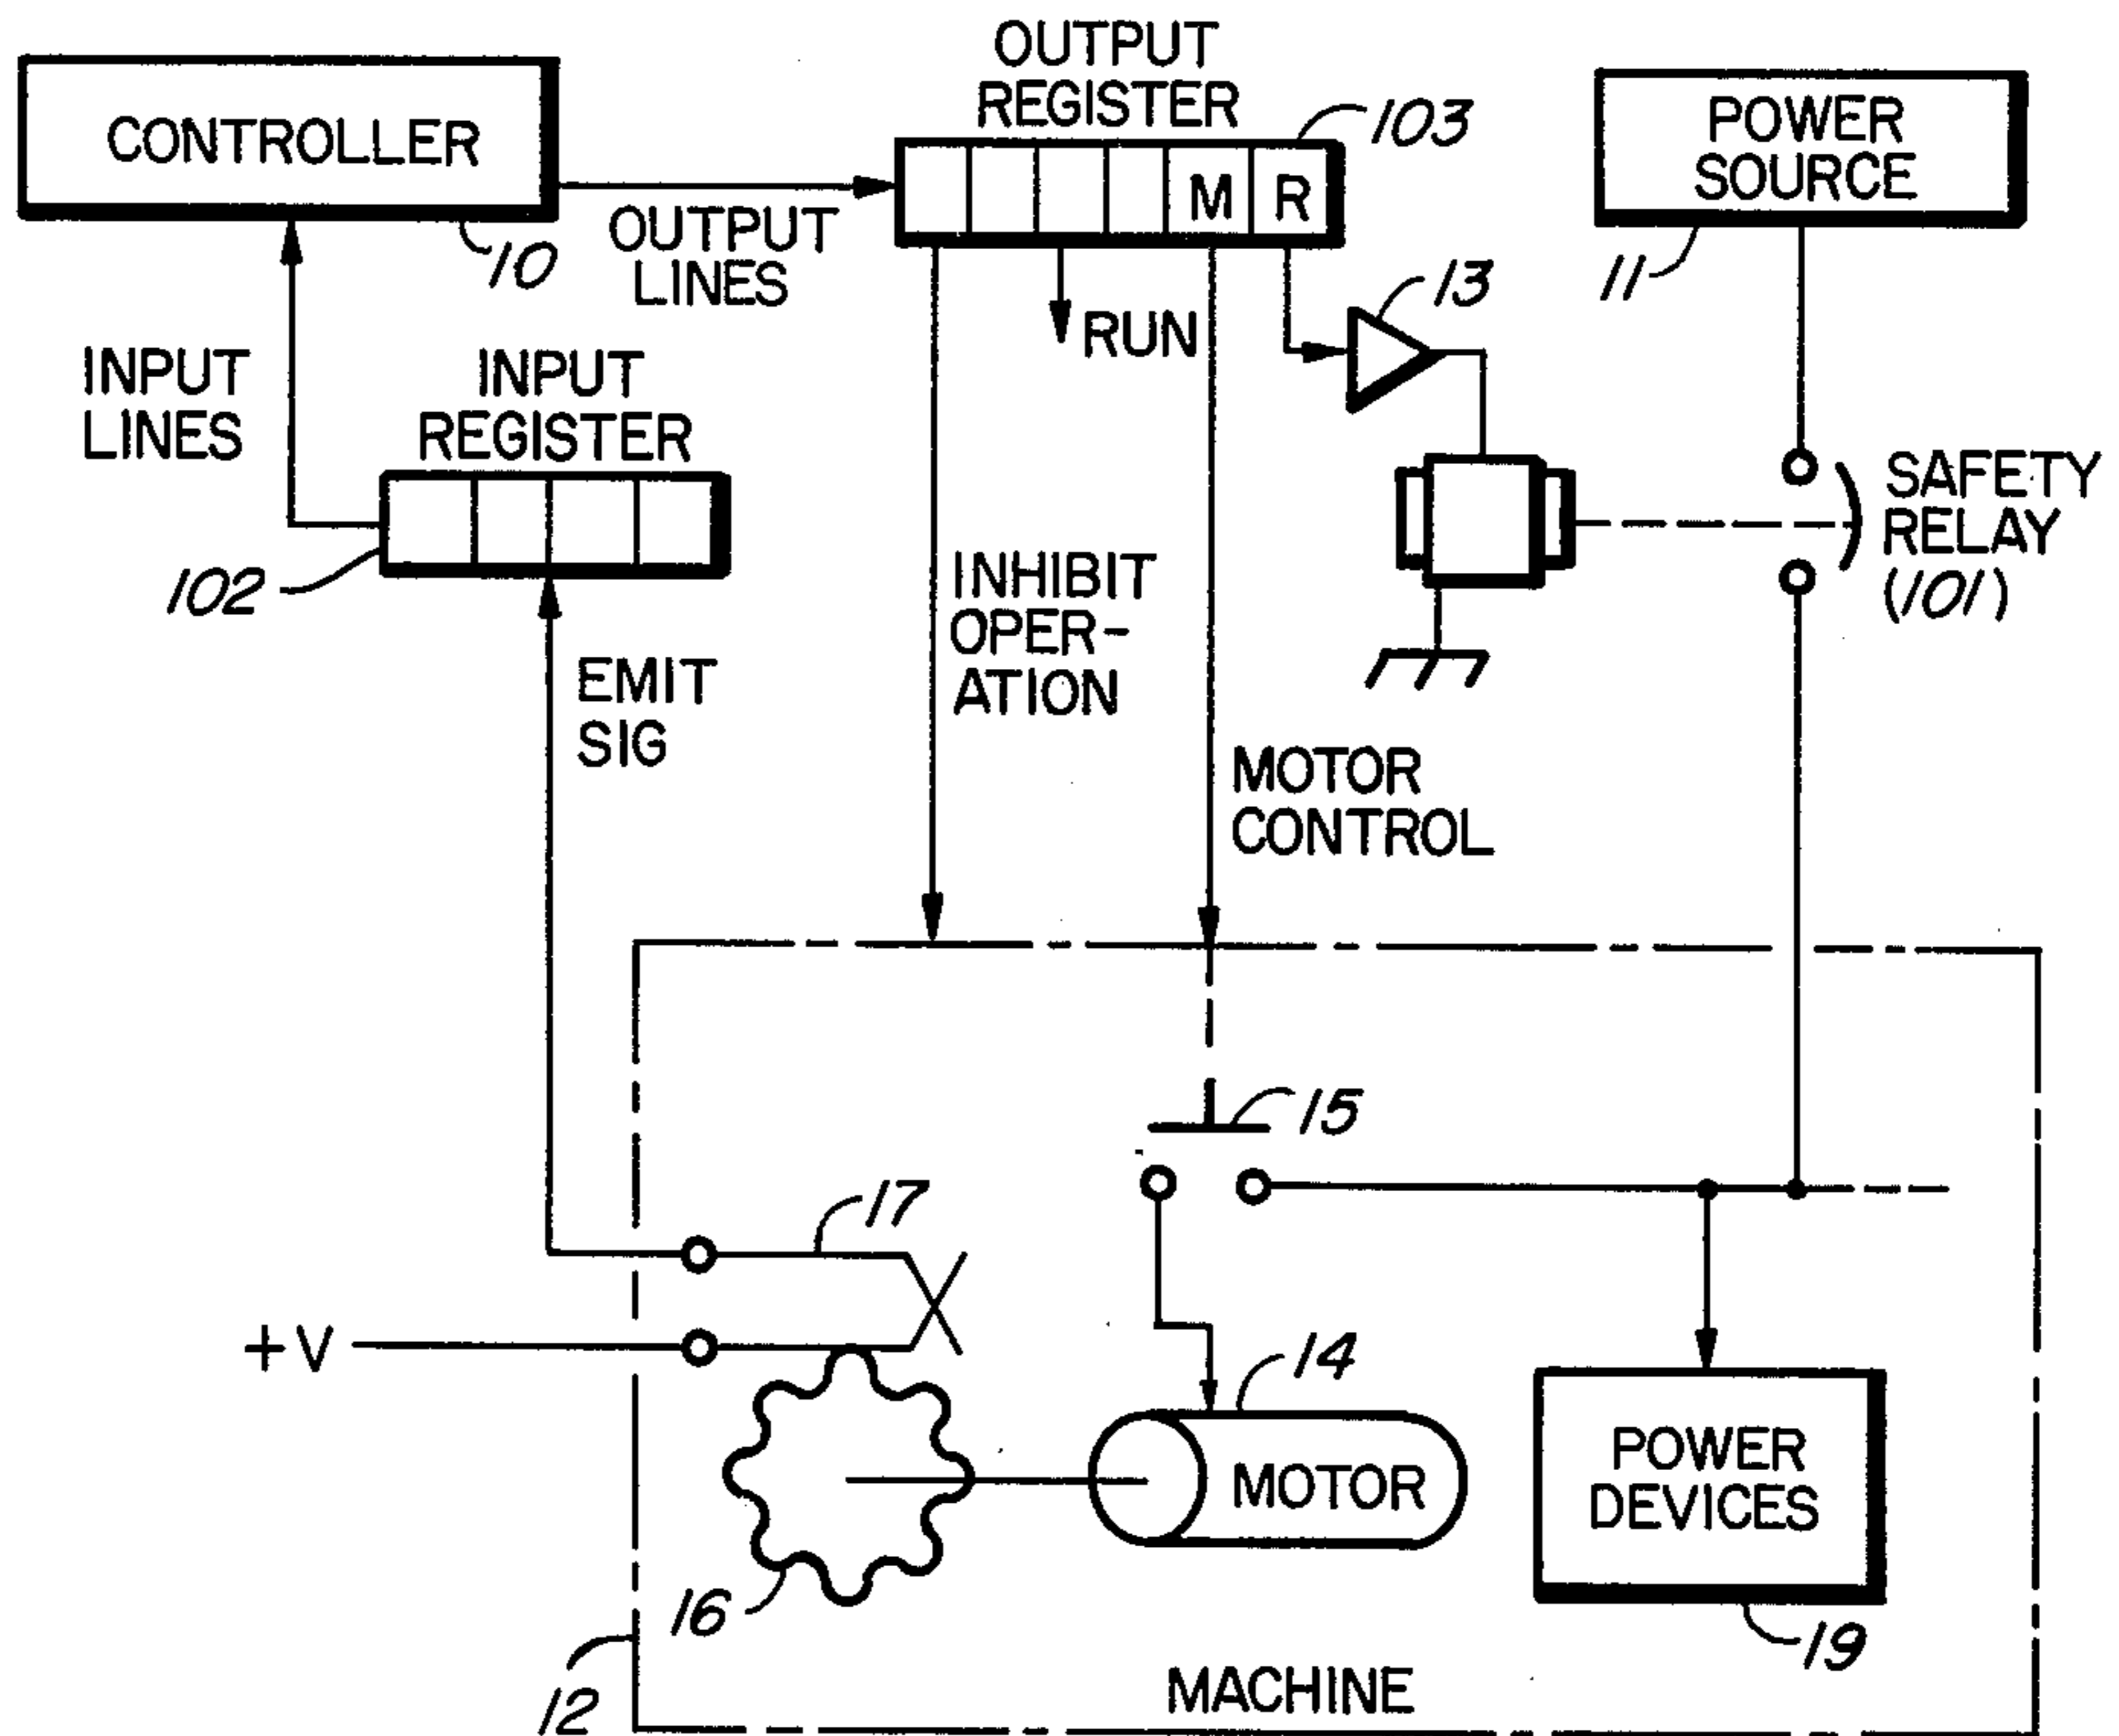 CONTROLLER
10
OUTPUT
LINES
OUTPUT
REGISTER
103
M R
POWER
SOURCE
11
INPUT
LINES
INPUT
REGISTER
102
RUN
13
SAFETY
RELAY
(101)
EMIT
SIG
INHIBIT
OPER-
ATION
MOTOR
CONTROL
15
17
+V
14
MOTOR
16
POWER
DEVICES
19
12
MACHINE